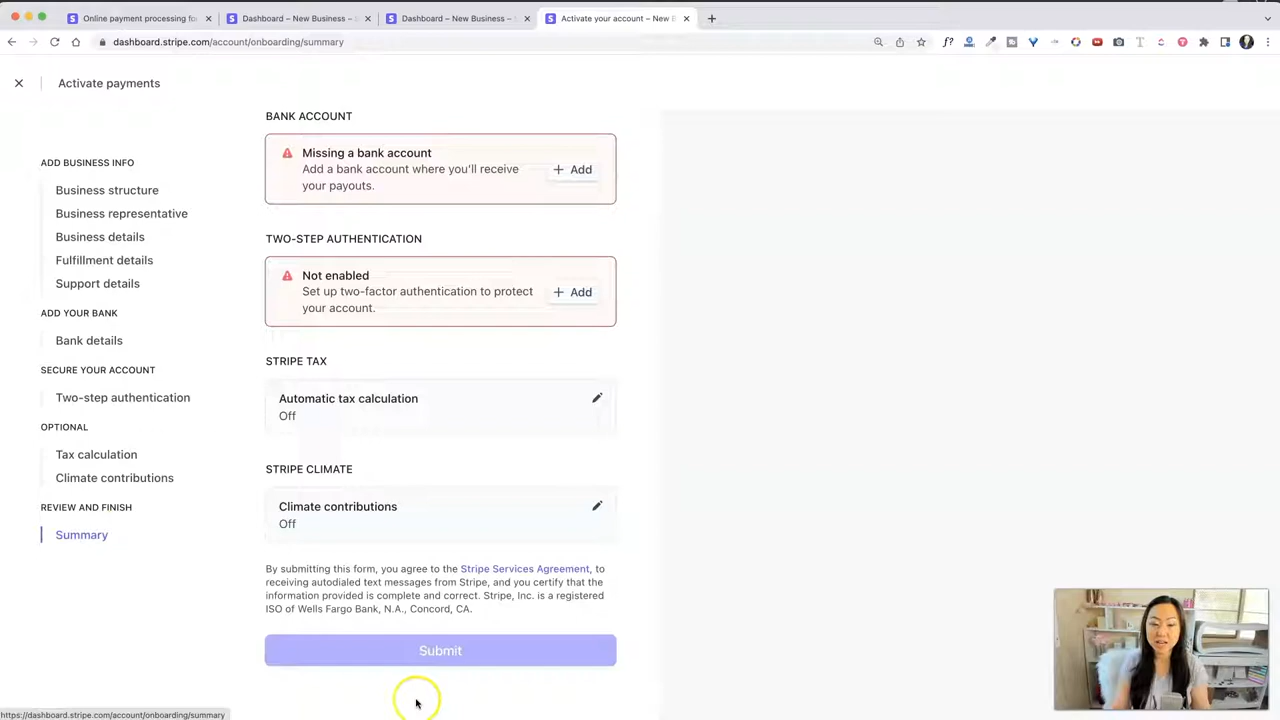 Online payment processing fo
Dashboard – New Business –
Dashboard – New Business –
Activate your account – New B
dashboard.stripe.com/account/onboarding/summary
Activate payments
ADD BUSINESS INFO
Business structure
Business representative
Business details
Fulfillment details
Support details
ADD YOUR BANK
Bank details
SECURE YOUR ACCOUNT
Two-step authentication
OPTIONAL
Tax calculation
Climate contributions
REVIEW AND FINISH
Summary
BANK ACCOUNT
Missing a bank account
Add a bank account where you'll receive
your payouts.
+ Add
TWO-STEP AUTHENTICATION
Not enabled
Set up two-factor authentication to protect
your account.
+ Add
STRIPE TAX
Automatic tax calculation
Off
STRIPE CLIMATE
Climate contributions
Off
By submitting this form, you agree to the Stripe Services Agreement, to
receiving autodialed text messages from Stripe, and you certify that the
information provided is complete and correct. Stripe, Inc. is a registered
ISO of Wells Fargo Bank, N.A., Concord, CA.
Submit
https://dashboard.stripe.com/account/onboarding/summary